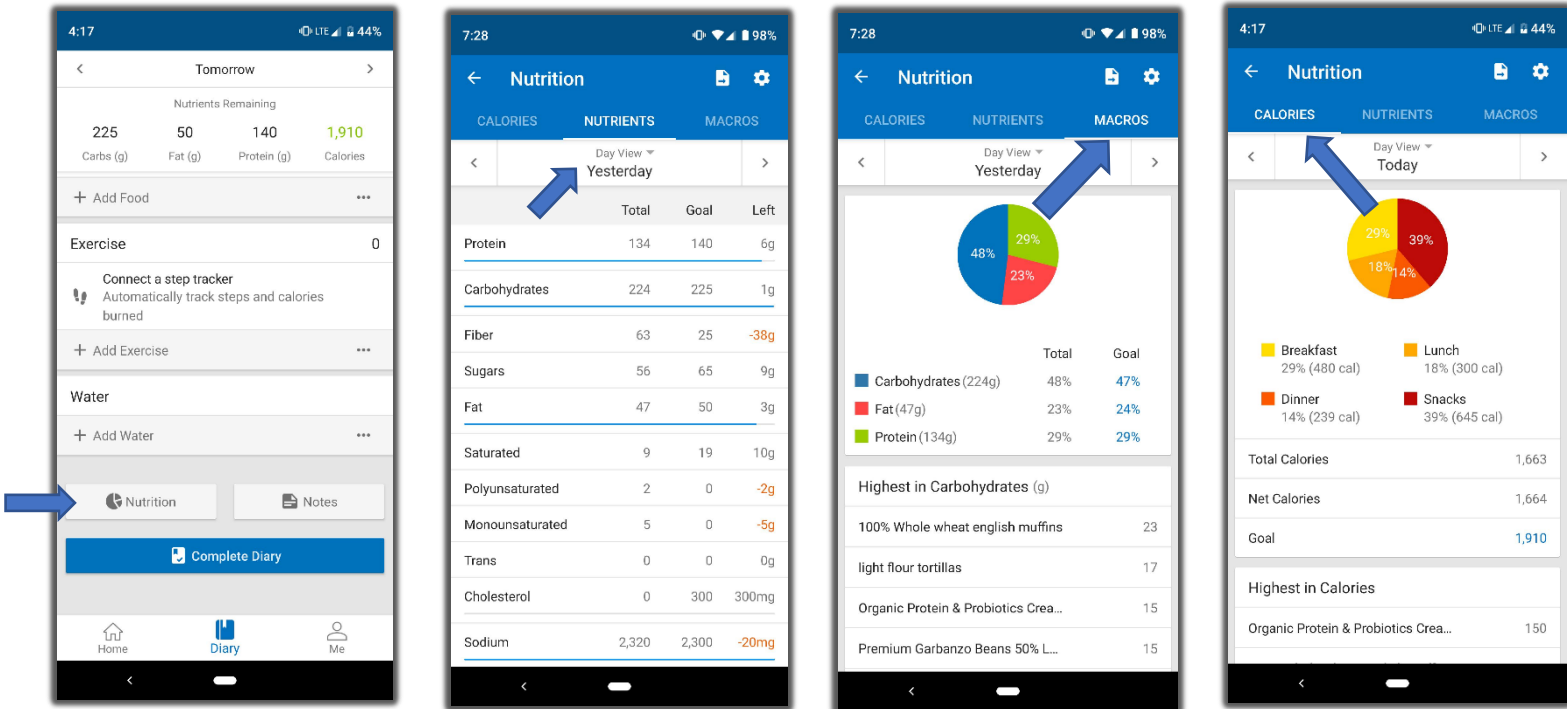 4:17 LTE 44%
Tomorrow
Nutrients Remaining
225 50 140 1,910
Carbs (g) Fat (g) Protein (g) Calories
+ Add Food
Exercise 0
Connect a step tracker
Automatically track steps and calories
burned
+ Add Exercise
Water
+ Add Water
Nutrition Notes
Complete Diary
Home Diary Me
7:28 98%
Nutrition
CALORIES NUTRIENTS MACROS
Day View
Yesterday
Total Goal Left
Protein 134 140 6g
Carbohydrates 224 225 1g
Fiber 63 25 -38g
Sugars 56 65 9g
Fat 47 50 3g
Saturated 9 19 10g
Polyunsaturated 2 0 -2g
Monounsaturated 5 0 -5g
Trans 0 0 0g
Cholesterol 0 300 300mg
Sodium 2,320 2,300 -20mg
7:28 98%
Nutrition
CALORIES NUTRIENTS MACROS
Day View
Yesterday
48% 29% 23%
Total Goal
Carbohydrates (224g) 48% 47%
Fat (47g) 23% 24%
Protein (134g) 29% 29%
Highest in Carbohydrates (g)
100% Whole wheat english muffins 23
light flour tortillas 17
Organic Protein & Probiotics Crea... 15
Premium Garbanzo Beans 50% L... 15
4:17 LTE 44%
Nutrition
CALORIES NUTRIENTS MACROS
Day View
Today
29% 39%
18% 14%
Breakfast Lunch
29% (480 cal) 18% (300 cal)
Dinner Snacks
14% (239 cal) 39% (645 cal)
Total Calories 1,663
Net Calories 1,664
Goal 1,910
Highest in Calories
Organic Protein & Probiotics Crea... 150